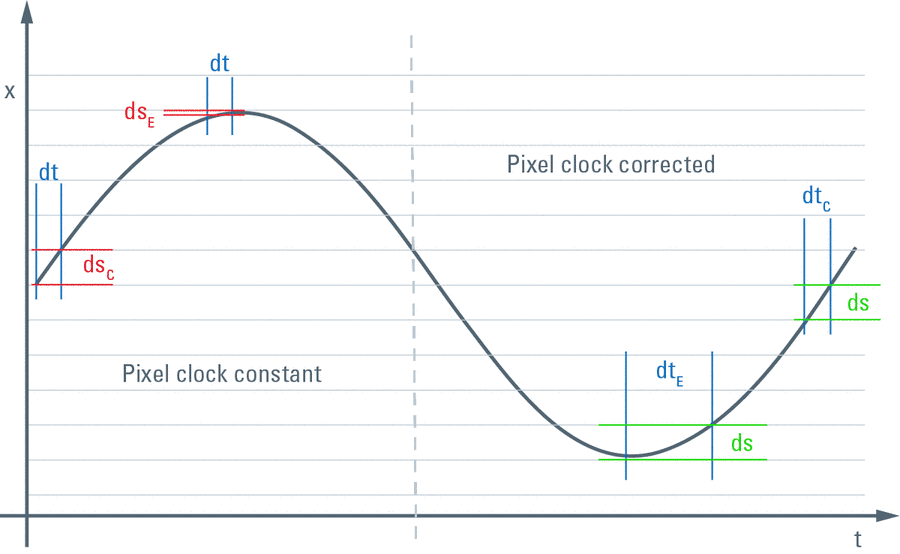 dt
x
ds_E
Pixel clock corrected
dt
dt_C
ds_C
ds
Pixel clock constant
dt_E
ds
t